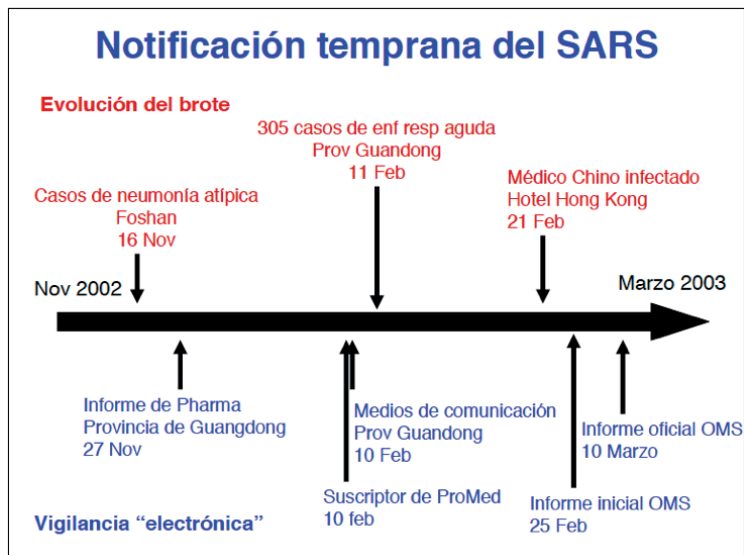 Notificación temprana del SARS
Evolución del brote
305 casos de enf resp aguda
Prov Guandong
11 Feb
Médico Chino infectado
Hotel Hong Kong
21 Feb
Casos de neumonía atípica
Foshan
16 Nov
Nov 2002
Marzo 2003
Informe de Pharma
Provincia de Guangdong
27 Nov
Medios de comunicación
Prov Guandong
10 Feb
Informe oficial OMS
10 Marzo
Suscriptor de ProMed
10 feb
Informe inicial OMS
25 Feb
Vigilancia “electrónica”